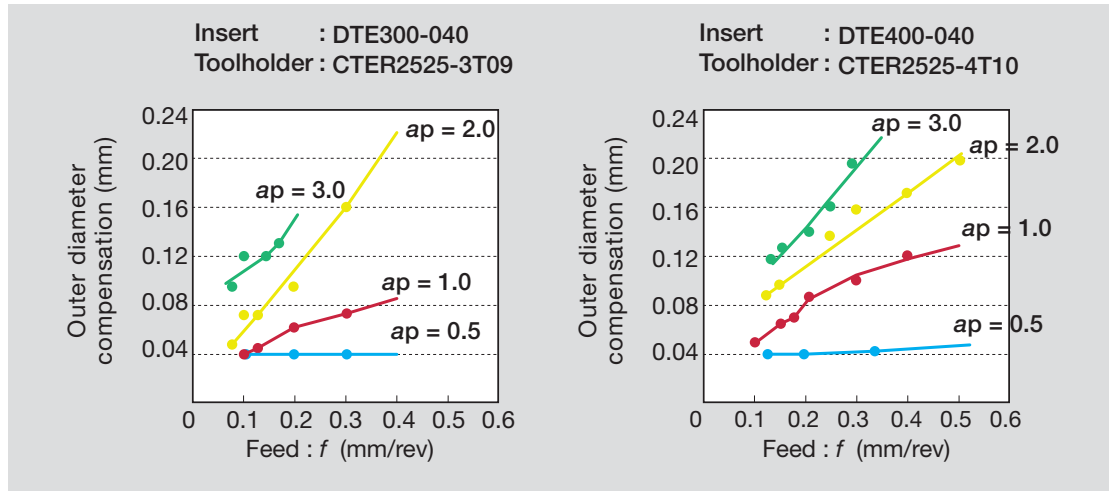 Insert : DTE300-040
Toolholder : CTER2525-3T09
Outer diameter
compensation (mm)
0.24
0.20
0.16
0.12
0.08
0.04
ap = 2.0
ap = 3.0
ap = 1.0
ap = 0.5
0 0.1 0.2 0.3 0.4 0.5 0.6
Feed : f (mm/rev)
Insert : DTE400-040
Toolholder : CTER2525-4T10
Outer diameter
compensation (mm)
0.24
0.20
0.16
0.12
0.08
0.04
ap = 3.0
ap = 2.0
ap = 1.0
ap = 0.5
0 0.1 0.2 0.3 0.4 0.5 0.6
Feed : f (mm/rev)